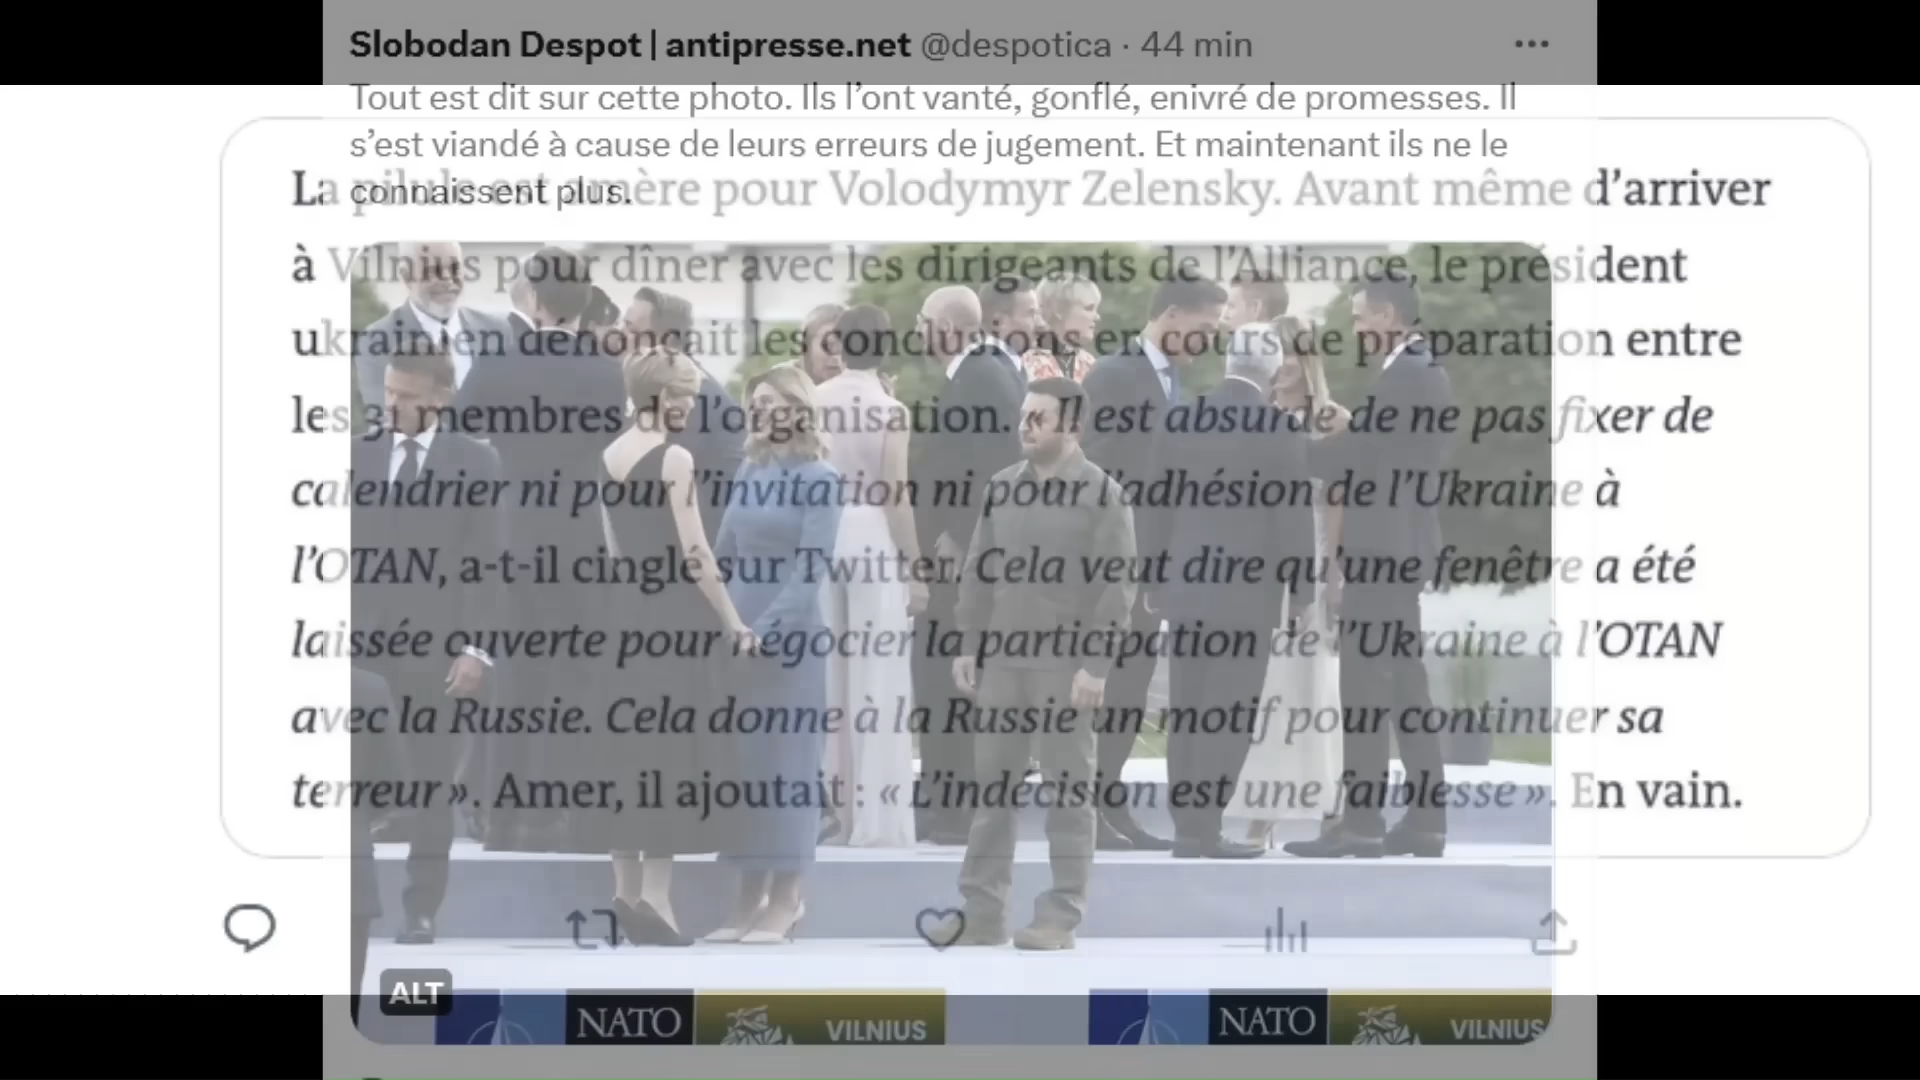 Slobodan Despot | antipresse.net @despotica · 44 min
Tout est dit sur cette photo. Ils l’ont vanté, gonflé, enivré de promesses. Il
s’est viandé à cause de leurs erreurs de jugement. Et maintenant ils ne le
connaissent plus.
La pilule est amère pour Volodymyr Zelensky. Avant même d’arriver
à Vilnius pour dîner avec les dirigeants de l’Alliance, le président
ukrainien dénonçait les conclusions en cours de préparation entre
les 31 membres de l’organisation. « Il est absurde de ne pas fixer de
calendrier ni pour l’invitation ni pour l’adhésion de l’Ukraine à
l’OTAN, a-t-il cinglé sur Twitter. Cela veut dire qu’une fenêtre a été
laissée ouverte pour négocier la participation de l’Ukraine à l’OTAN
avec la Russie. Cela donne à la Russie un motif pour continuer sa
terreur ». Amer, il ajoutait : « L’indécision est une faiblesse ». En vain.
ALT
NATO VILNIUS NATO VILNIUS